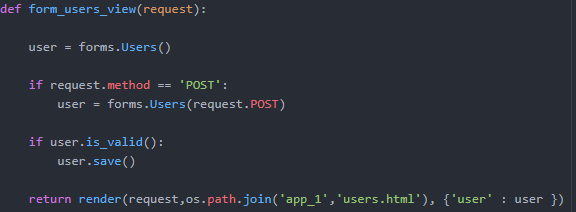 def form_users_view(request):
user = forms.Users()
if request.method == 'POST':
user = forms.Users(request.POST)
if user.is_valid():
user.save()
return render(request,os.path.join('app_1','users.html'), {'user' : user })